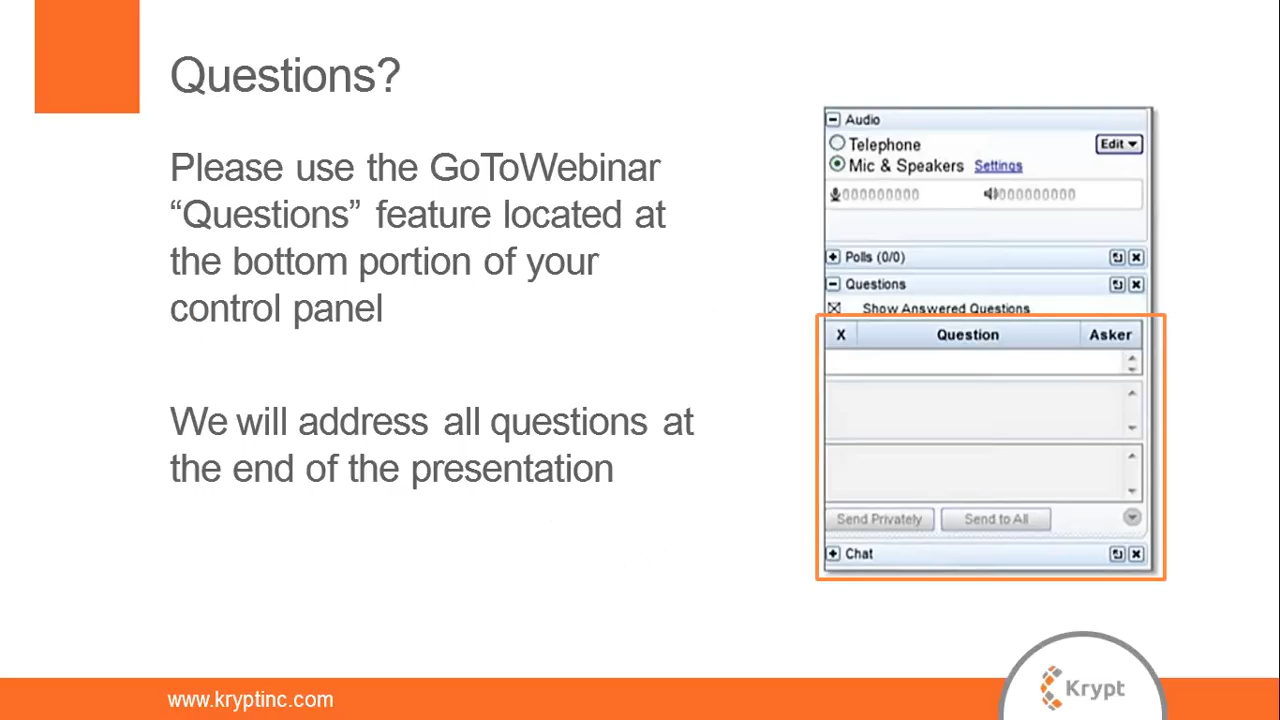 Questions?
Please use the GoToWebinar
“Questions” feature located at
the bottom portion of your
control panel
We will address all questions at
the end of the presentation
Audio
Telephone
Edit
Mic & Speakers Settings
000000000 000000000
Polls (0/0)
Questions
Show Answered Questions
X Question Asker
Send Privately Send to All
Chat
www.kryptinc.com
Krypt